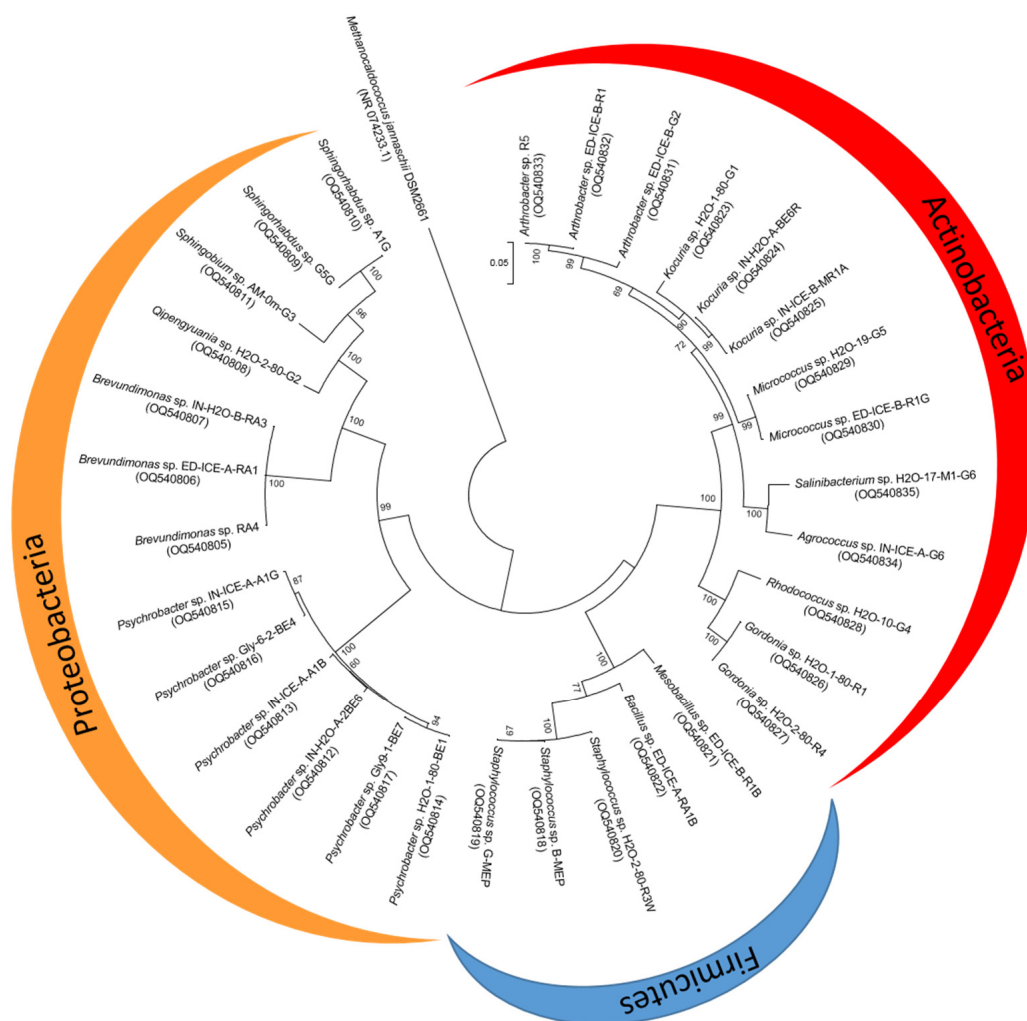 Methanocaldococcus jannaschii DSM2661
(NR 074233.1)
Arthrobacter sp. R5
(OQ540833)
Arthrobacter sp. ED-ICE-B-R1
(OQ540832)
Arthrobacter sp. ED-ICE-B-G2
(OQ540831)
Kocuria sp. H2O-1-80-G1
(OQ540823)
Kocuria sp. IN-H2O-A-BE6R
(OQ540824)
Kocuria sp. IN-ICE-B-MR1A
(OQ540825)
Micrococcus sp. H2O-19-G5
(OQ540829)
Micrococcus sp. ED-ICE-B-R1G
(OQ540830)
Salinibacterium sp. H2O-17-M1-G6
(OQ540835)
Agrococcus sp. IN-ICE-A-G6
(OQ540834)
Rhodococcus sp. H2O-10-G4
(OQ540828)
Gordonia sp. H2O-1-80-R1
(OQ540826)
Gordonia sp. H2O-2-80-R4
(OQ540827)
Mesobacillus sp. ED-ICE-B-R1B
(OQ540821)
Bacillus sp. ED-ICE-A-RA1B
(OQ540822)
Staphylococcus sp. H2O-2-80-R3W
(OQ540820)
Staphylococcus sp. B-MEP
(OQ540818)
Staphylococcus sp. G-MEP
(OQ540819)
Psychrobacter sp. H2O-1-80-BE1
(OQ540814)
Psychrobacter sp. Gly9-1-BE7
(OQ540817)
Psychrobacter sp. IN-H2O-A-2BE6
(OQ540812)
Psychrobacter sp. IN-ICE-A-A1B
(OQ540813)
Psychrobacter sp. Gly-6-2-BE4
(OQ540816)
Psychrobacter sp. IN-ICE-A-A1G
(OQ540815)
Brevundimonas sp. RA4
(OQ540805)
Brevundimonas sp. ED-ICE-A-RA1
(OQ540806)
Brevundimonas sp. IN-H2O-B-RA3
(OQ540807)
Qipengyuania sp. H2O-2-80-G2
(OQ540808)
Sphingobium sp. AM-0m-G3
(OQ540811)
Sphingorhabdus sp. G5G
(OQ540809)
Sphingorhabdus sp. A1G
(OQ540810)
Actinobacteria
Firmicutes
Proteobacteria
0.05
100
99
69
90
99
72
99
99
100
100
100
100
100
77
100
69
94
60
100
87
99
100
100
100
96
100